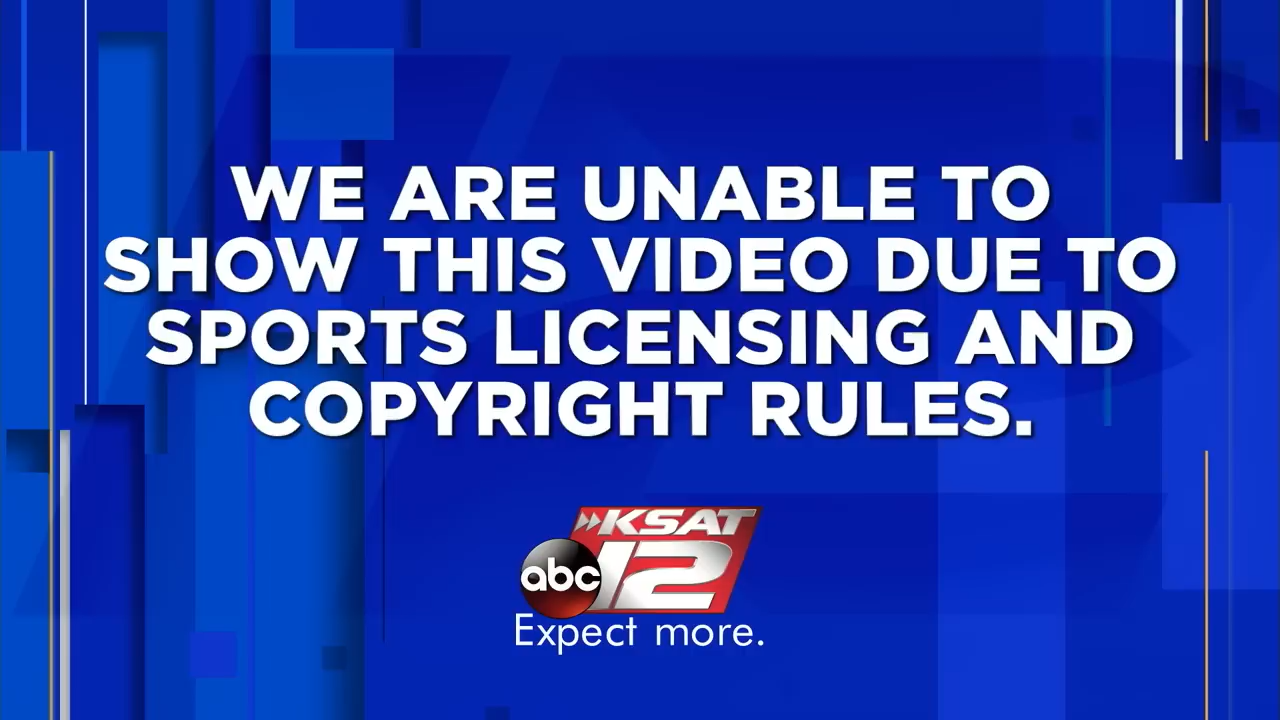 WE ARE UNABLE TO
SHOW THIS VIDEO DUE TO
SPORTS LICENSING AND
COPYRIGHT RULES.
KSAT
abc 12
Expect more.